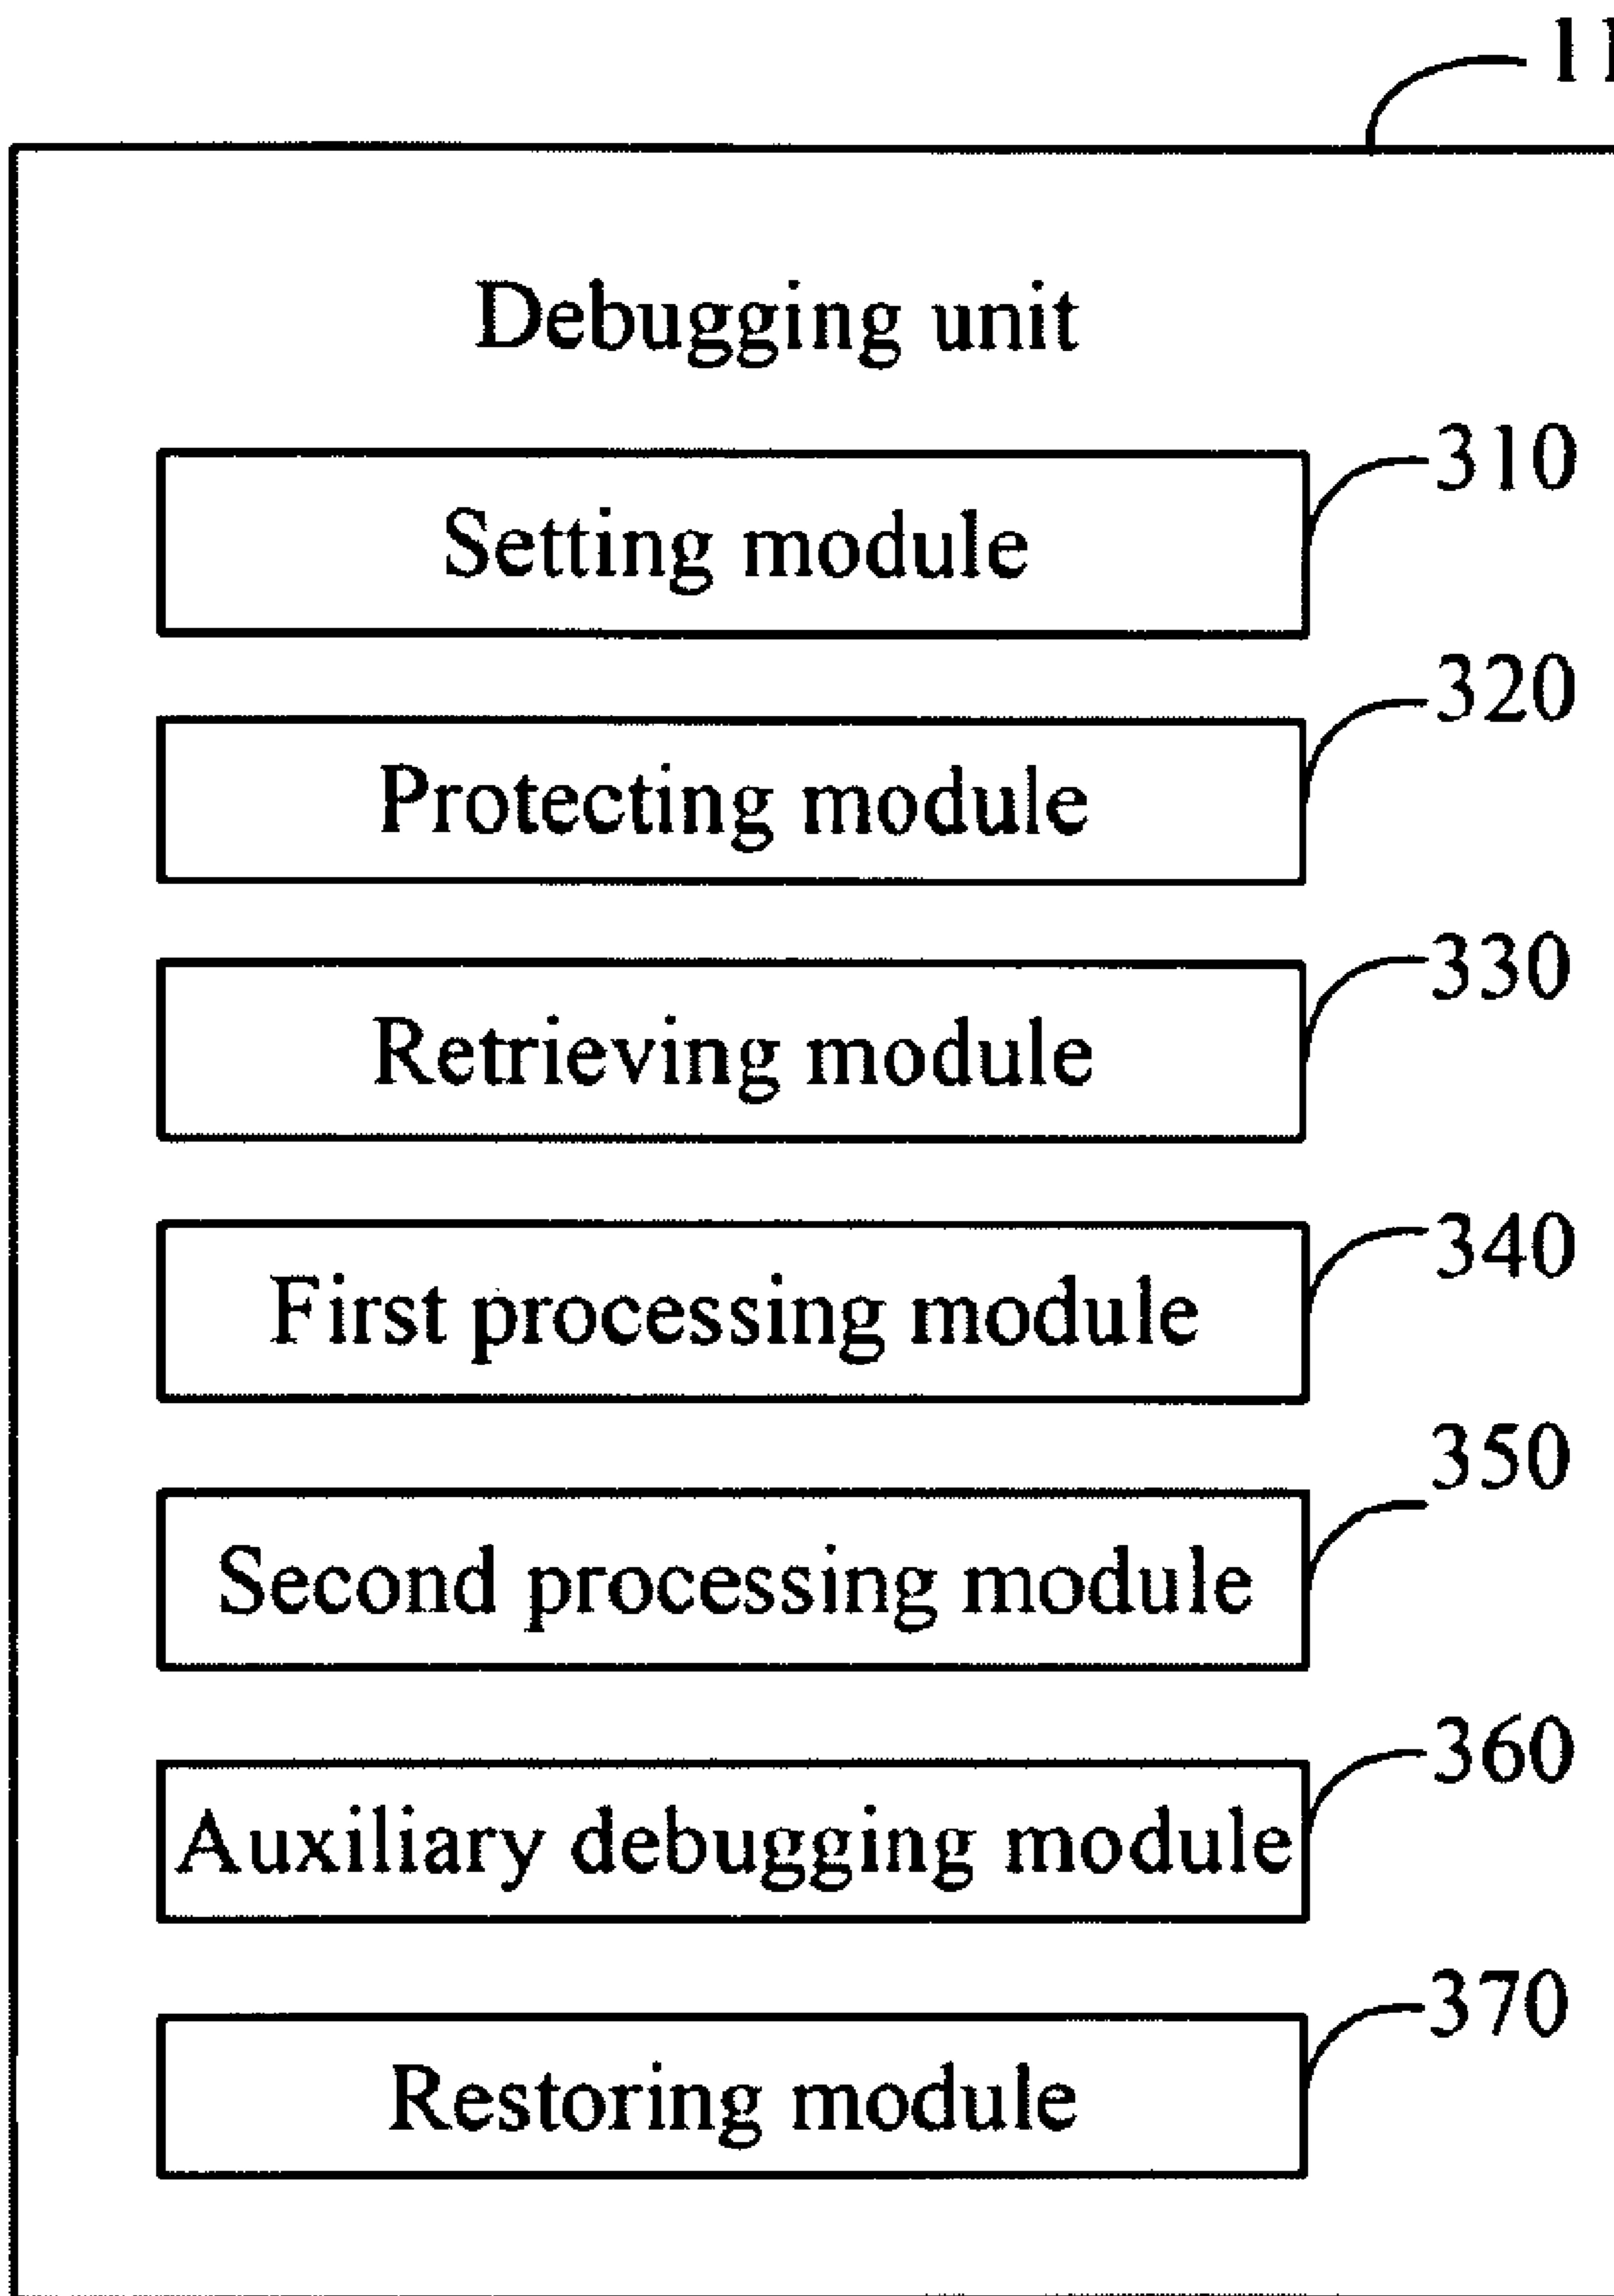 11
Debugging unit
310
Setting module
320
Protecting module
330
Retrieving module
340
First processing module
350
Second processing module
360
Auxiliary debugging module
370
Restoring module